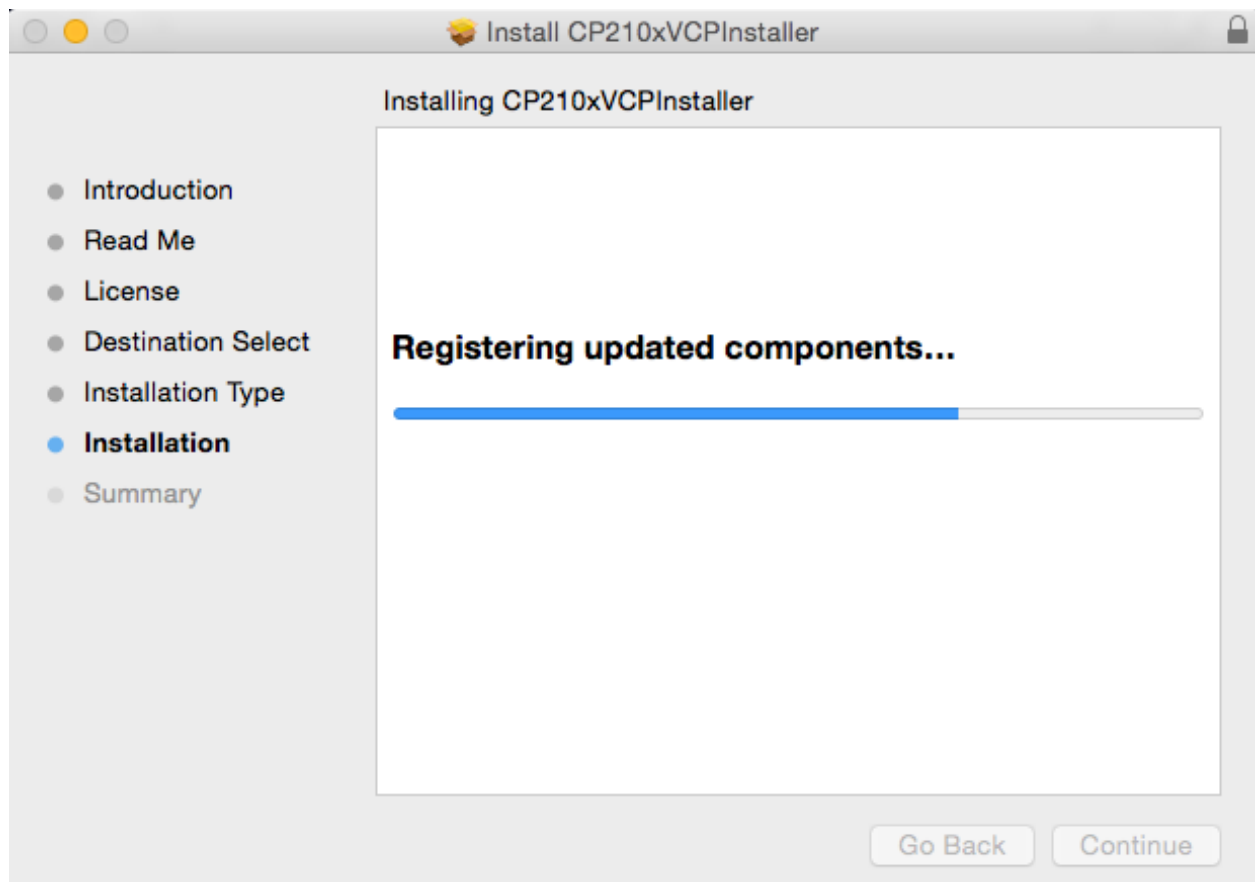 Install CP210xVCPInstaller
Installing CP210xVCPInstaller
Introduction
Read Me
License
Destination Select
Installation Type
Installation
Summary
Registering updated components...
Go Back
Continue